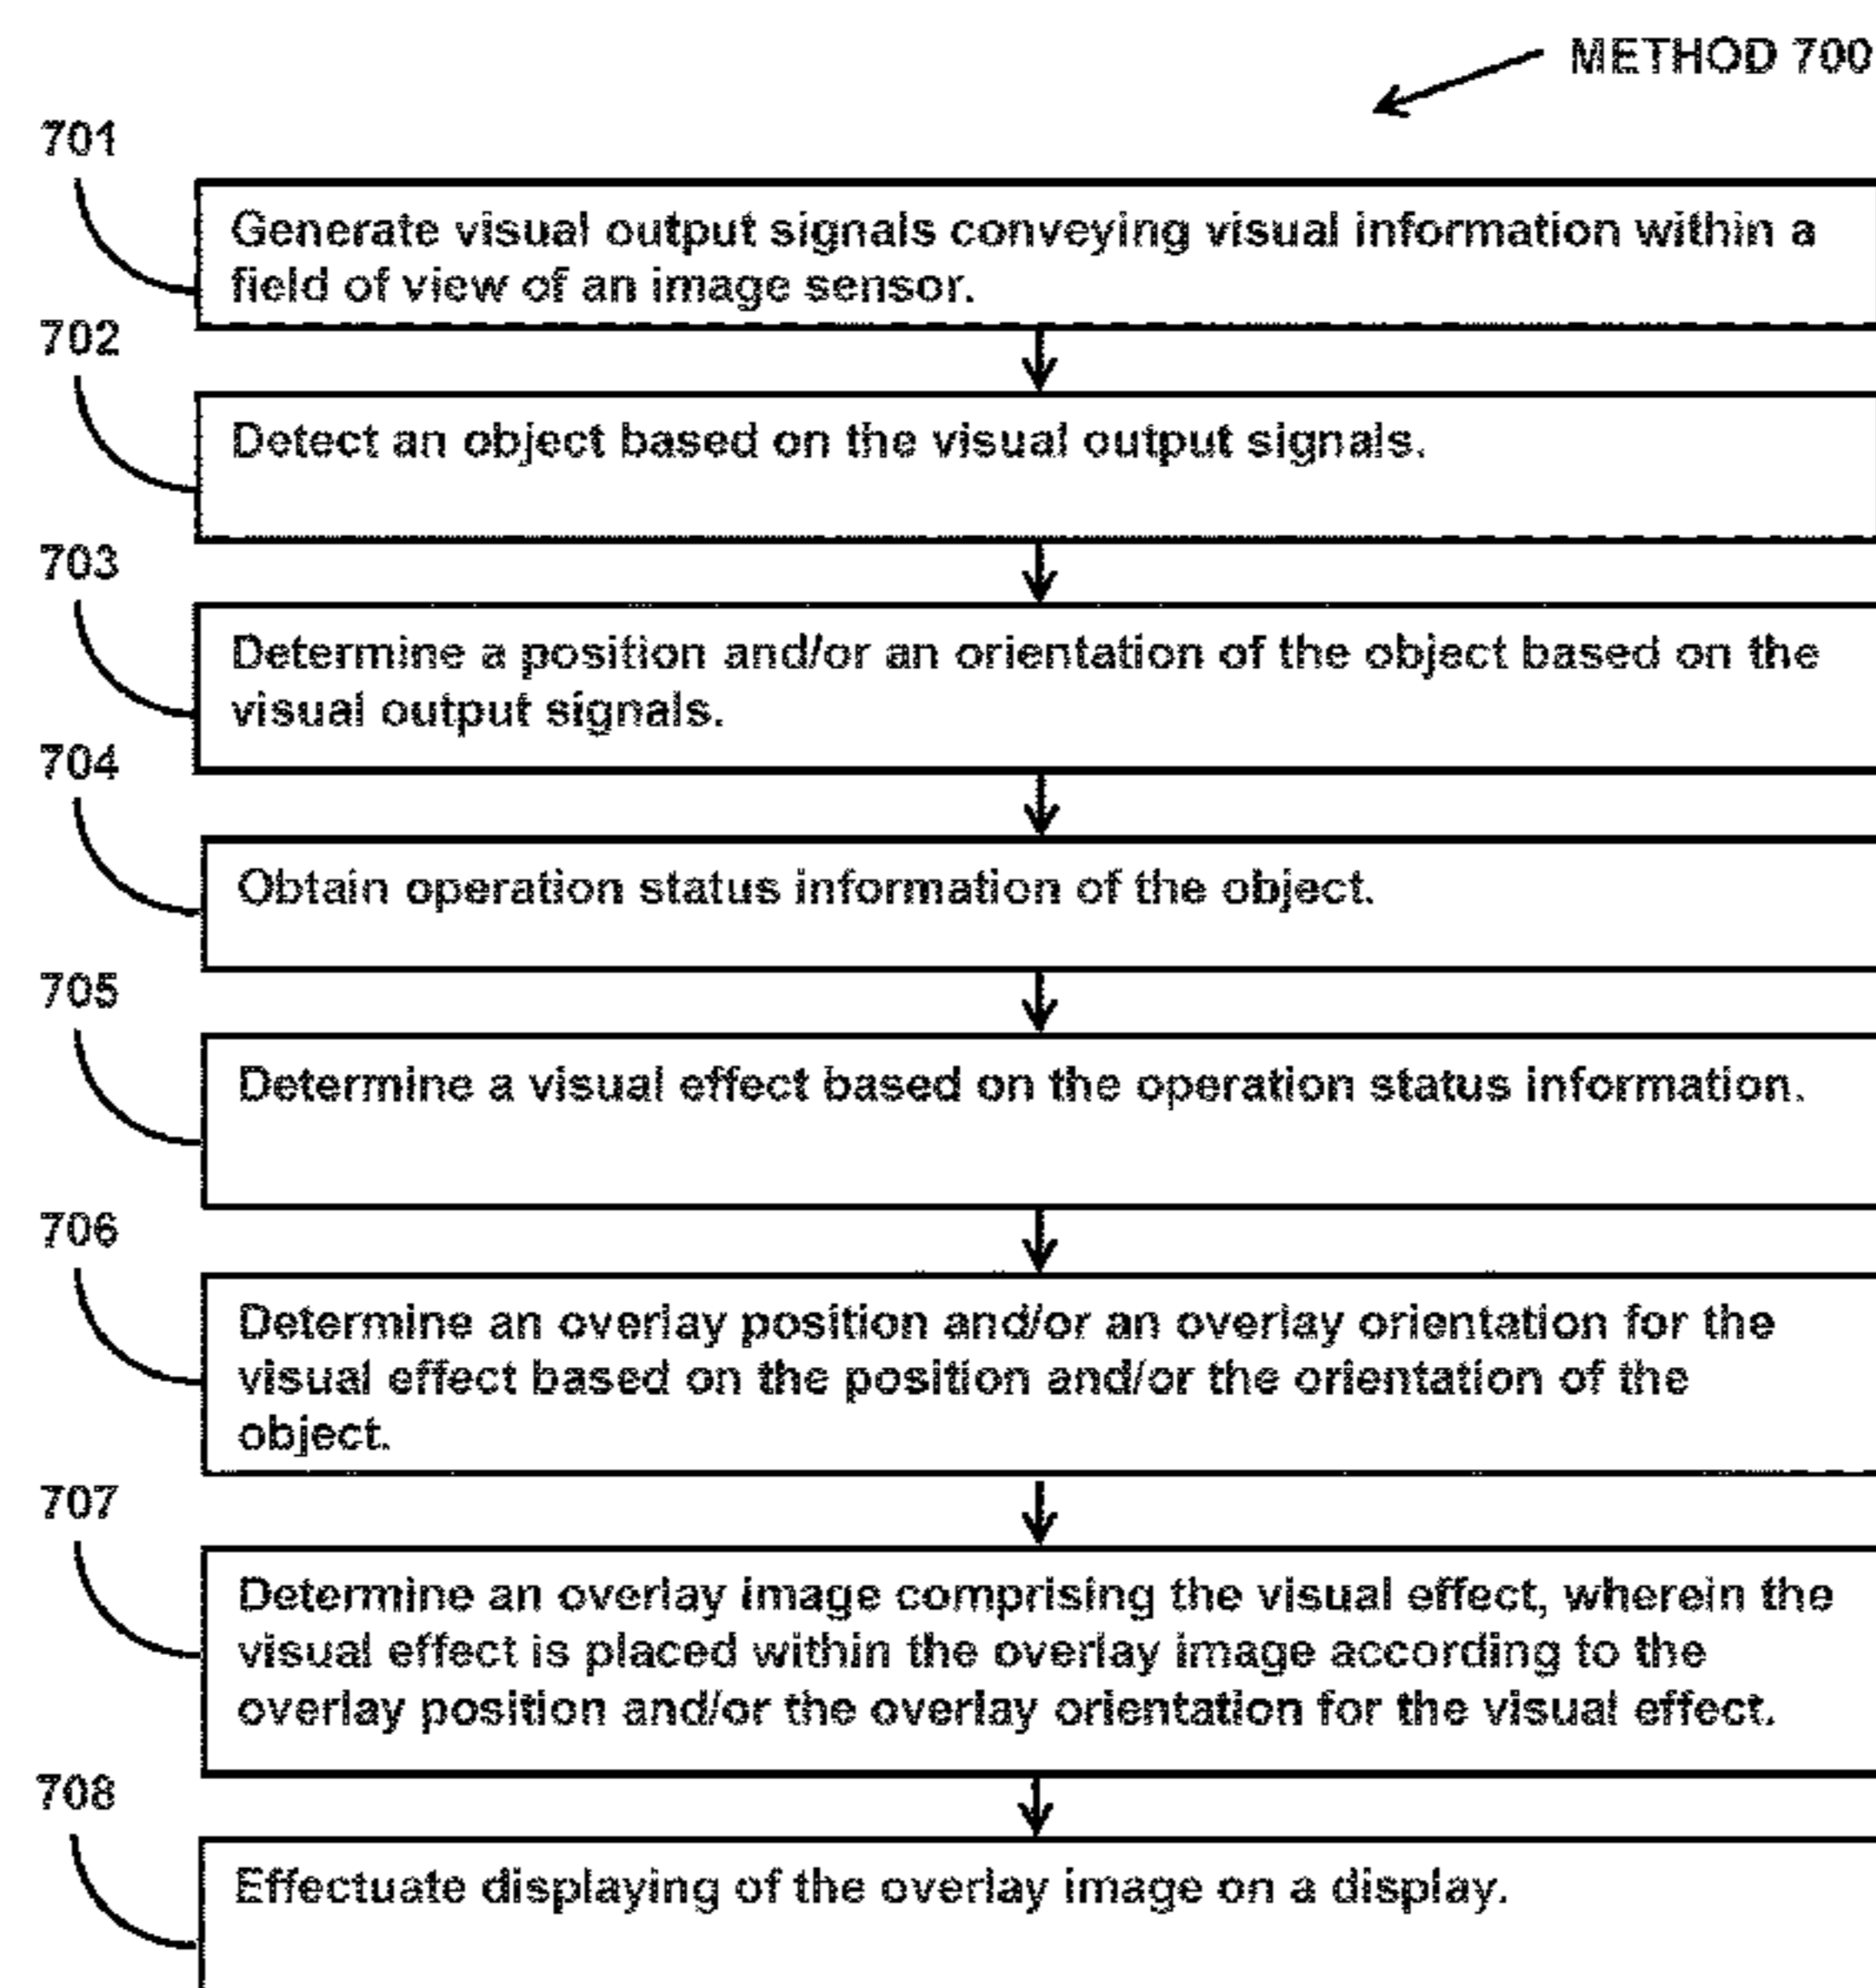 METHOD 700
701
Generate visual output signals conveying visual information within a
field of view of an image sensor.
702
Detect an object based on the visual output signals.
703
Determine a position and/or an orientation of the object based on the
visual output signals.
704
Obtain operation status information of the object.
705
Determine a visual effect based on the operation status information.
706
Determine an overlay position and/or an overlay orientation for the
visual effect based on the position and/or the orientation of the
object.
707
Determine an overlay image comprising the visual effect, wherein the
visual effect is placed within the overlay image according to the
overlay position and/or the overlay orientation for the visual effect.
708
Effectuate displaying of the overlay image on a display.